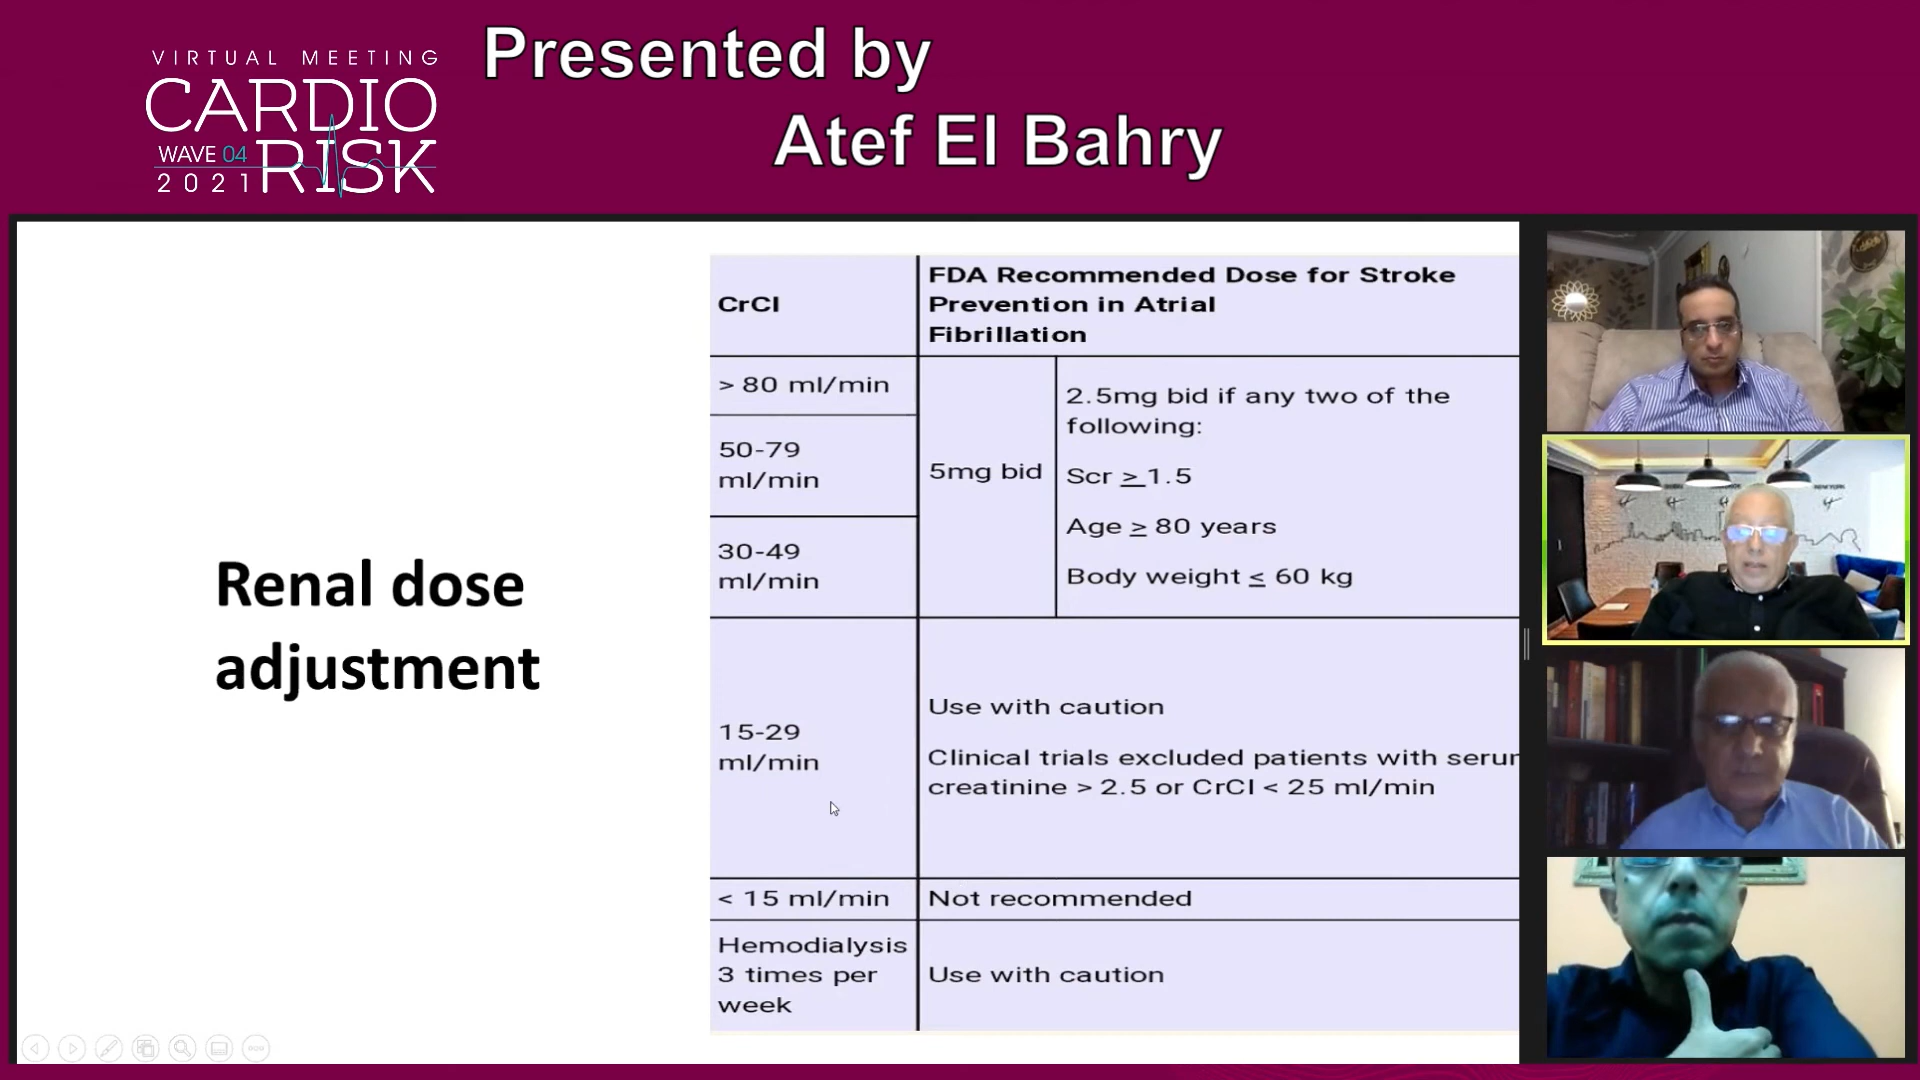 VIRTUAL MEETING
CARDIO
WAVE 04
RISK
2021
Presented by
Atef El Bahry
Renal dose
adjustment
CrCl
FDA Recommended Dose for Stroke
Prevention in Atrial
Fibrillation
> 80 ml/min
50-79
ml/min
30-49
ml/min
5mg bid
2.5mg bid if any two of the
following:
Scr ≥ 1.5
Age ≥ 80 years
Body weight ≤ 60 kg
15-29
ml/min
Use with caution
Clinical trials excluded patients with serum
creatinine > 2.5 or CrCl < 25 ml/min
< 15 ml/min
Not recommended
Hemodialysis
3 times per
week
Use with caution
NEW YORK